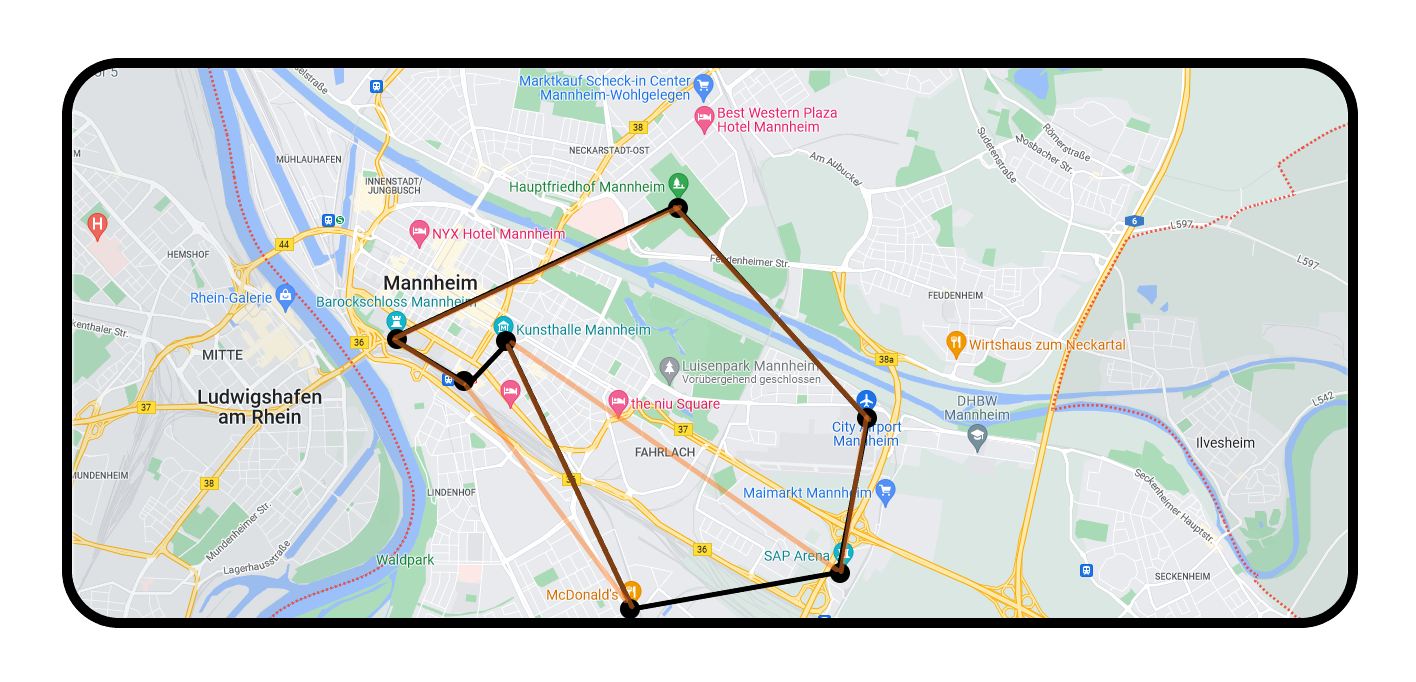 Marktkauf Scheck-in Center
Mannheim-Wohlgelegen
Best Western Plaza
Hotel Mannheim
38
NECKARSTADT-OST
MÜHLAUHAFEN
Am Aubuckel
Sudetenstraße
Römerstraße
Mosbacher Str.
INNENSTADT/
JUNGBUSCH
Hauptfriedhof Mannheim
H
S
NYX Hotel Mannheim
44
6
L597
L597
HEMSHOF
Feudenheimer Str.
Mannheim
FEUDENHEIM
Rhein-Galerie
Barockschloss Mannheim
Kunsthalle Mannheim
36
MITTE
Wirtshaus zum Neckartal
38a
Luisenpark Mannheim
Vorübergehend geschlossen
Ludwigshafen
am Rhein
37
the niu Square
DHBW
Mannheim
L542
City Airport
Mannheim
37
FAHRLACH
Ilvesheim
38
LINDENHOF
Maimarkt Mannheim
Seckenheimer Hauptstr.
Mundenheimer Str.
36
Waldpark
SAP Arena
Lagerhausstraße
McDonald's
SECKENHEIM